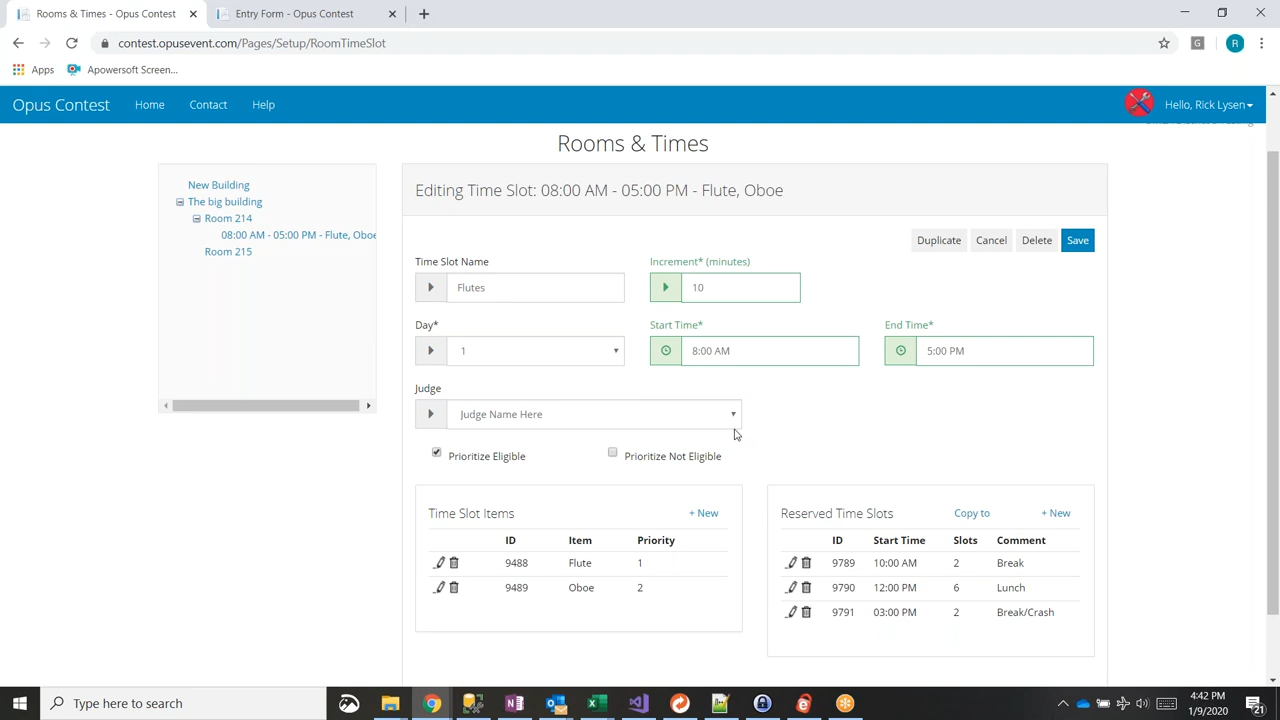 Rooms & Times - Opus Contest
Entry Form - Opus Contest
contest.opusevent.com/Pages/Setup/RoomTimeSlot
G
R
Apps
Apowersoft Screen...
Opus Contest
Home
Contact
Help
Hello, Rick Lysen
Rooms & Times
New Building
The big building
Room 214
08:00 AM - 05:00 PM - Flute, Oboe
Room 215
Editing Time Slot: 08:00 AM - 05:00 PM - Flute, Oboe
Duplicate
Cancel
Delete
Save
Time Slot Name
Increment* (minutes)
Flutes
10
Day*
Start Time*
End Time*
1
8:00 AM
5:00 PM
Judge
Judge Name Here
Prioritize Eligible
Prioritize Not Eligible
Time Slot Items
+ New
ID Item Priority
9488 Flute 1
9489 Oboe 2
Reserved Time Slots
Copy to
+ New
ID Start Time Slots Comment
9789 10:00 AM 2 Break
9790 12:00 PM 6 Lunch
9791 03:00 PM 2 Break/Crash
Type here to search
4:42 PM
1/9/2020
21